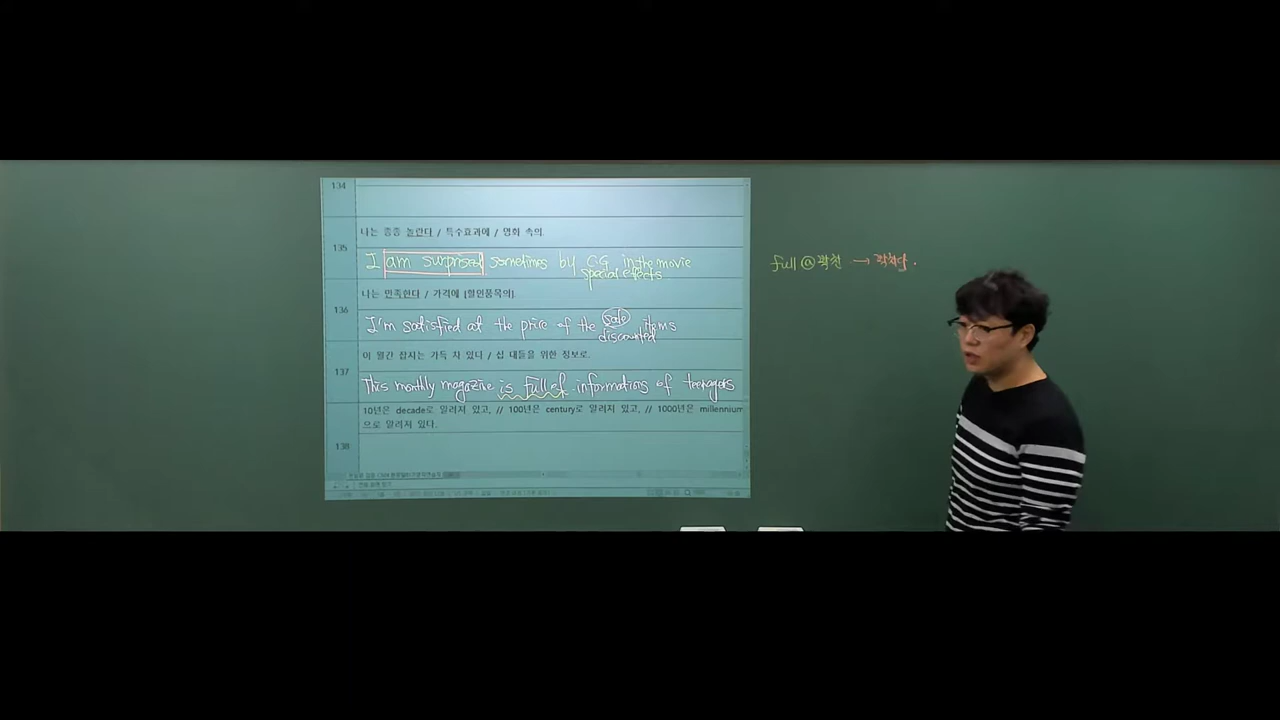 134
나는 종종 놀란다 / 특수효과에 / 영화 속의.
135
I am surprised sometimes by C.G in the movie
special effects
full ⓐ 꽉찬 → 꽉차다.
나는 만족한다 / 가격에 [할인품목의].
136
I'm satisfied at the price of the sale items
discounted
이 월간 잡지는 가득 차 있다 / 십 대들을 위한 정보로.
137
This monthly magazine is full of informations of teenagers
10년은 decade로 알려져 있고, // 100년은 century로 알려져 있고, // 1000년은 millennium
으로 알려져 있다.
138